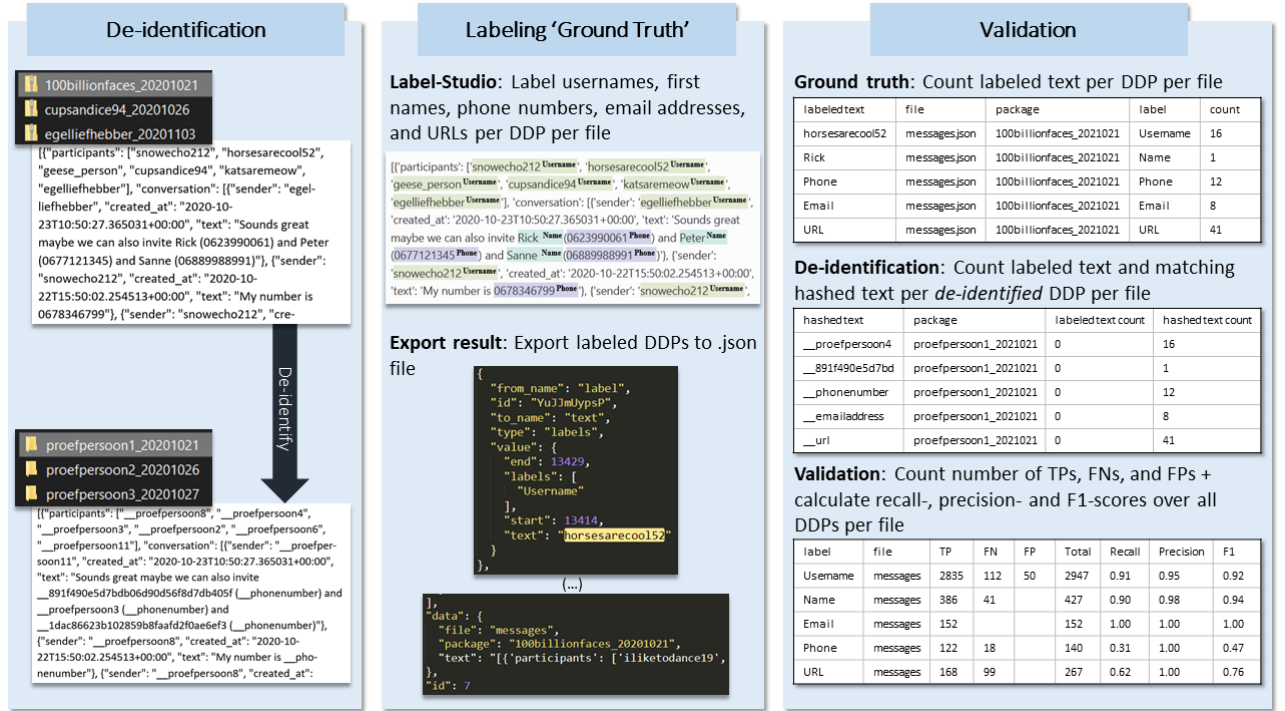 De-identification
100billionfaces_20201021
cupsandice94_20201026
egelliefhebber_20201103
[{"participants": ["snowecho212", "horsesarecool52",
"geese_person", "cupsandice94", "katsaremeow",
"egelliefhebber"], "conversation": [{"sender": "egel-
liefhebber", "created_at": "2020-10-
23T10:50:27.365031+00:00", "text": "Sounds great
maybe we can also invite Rick (0623990061) and Peter
(0677121345) and Sanne (06889988991)"}, {"sender":
"snowecho212", "created_at": "2020-10-
22T15:50:02.254513+00:00", "text": "My number is
0678346799"}, {"sender": "snowecho212", "cre-
De-identify
proefpersoon1_20201021
proefpersoon2_20201026
proefpersoon3_20201027
[{"participants": ["__proefpersoon8", "__proefpersoon4",
"__proefpersoon3", "__proefpersoon2", "__proefpersoon6",
"__proefpersoon11"], "conversation": [{"sender": "__proefper-
soon11", "created_at": "2020-10-23T10:50:27.365031+00:00",
"text": "Sounds great maybe we can also invite
__891f490e5d7bdb06d90d56f8d7db405f (__phonenumber) and
__proefpersoon3 (__phonenumber) and
__1dac86623b102859b8faafd2f0ae6ef3 (__phonenumber)"},
{"sender": "__proefpersoon8", "created_at": "2020-10-
22T15:50:02.254513+00:00", "text": "My number is __pho-
nenumber"}, {"sender": "__proefpersoon8", "created_at":
Labeling ‘Ground Truth’
Label-Studio: Label usernames, first
names, phone numbers, email addresses,
and URLs per DDP per file
[{'participants': ['snowecho212 Username', 'horsesarecool52 Username',
'geese_person Username', 'cupsandice94 Username', 'katsaremeow Username',
'egelliefhebber Username'], 'conversation': [{'sender': 'egelliefhebber Username',
'created_at': '2020-10-23T10:50:27.365031+00:00', 'text': 'Sounds great
maybe we can also invite Rick Name (0623990061 Phone) and Peter Name
(0677121345 Phone) and Sanne Name (06889988991 Phone)'}, {'sender':
'snowecho212 Username', 'created_at': '2020-10-22T15:50:02.254513+00:00',
'text': 'My number is 0678346799 Phone'}, {'sender': 'snowecho212 Username',
Export result: Export labeled DDPs to .json
file
{
"from_name": "label",
"id": "YuJJmUypsP",
"to_name": "text",
"type": "labels",
"value": {
"end": 13429,
"labels": [
"Username"
],
"start": 13414,
"text": "horsesarecool52"
}
},
(...)
],
"data": {
"file": "messages",
"package": "100billionfaces_20201021",
"text": "[{'participants': ['iliketodance19',
},
"id": 7
Validation
Ground truth: Count labeled text per DDP per file
labeled text file package label count
horsesarecool52 messages.json 100billionfaces_2021021 Username 16
Rick messages.json 100billionfaces_2021021 Name 1
Phone messages.json 100billionfaces_2021021 Phone 12
Email messages.json 100billionfaces_2021021 Email 8
URL messages.json 100billionfaces_2021021 URL 41
De-identification: Count labeled text and matching
hashed text per de-identified DDP per file
hashed text package labeled text count hashed text count
__proefpersoon4 proefpersoon1_2021021 0 16
__891f490e5d7bd proefpersoon1_2021021 0 1
__phonenumber proefpersoon1_2021021 0 12
__emailaddress proefpersoon1_2021021 0 8
__url proefpersoon1_2021021 0 41
Validation: Count number of TPs, FNs, and FPs +
calculate recall-, precision- and F1-scores over all
DDPs per file
label file TP FN FP Total Recall Precision F1
Username messages 2835 112 50 2947 0.91 0.95 0.92
Name messages 386 41 427 0.90 0.98 0.94
Email messages 152 152 1.00 1.00 1.00
Phone messages 122 18 140 0.31 1.00 0.47
URL messages 168 99 267 0.62 1.00 0.76